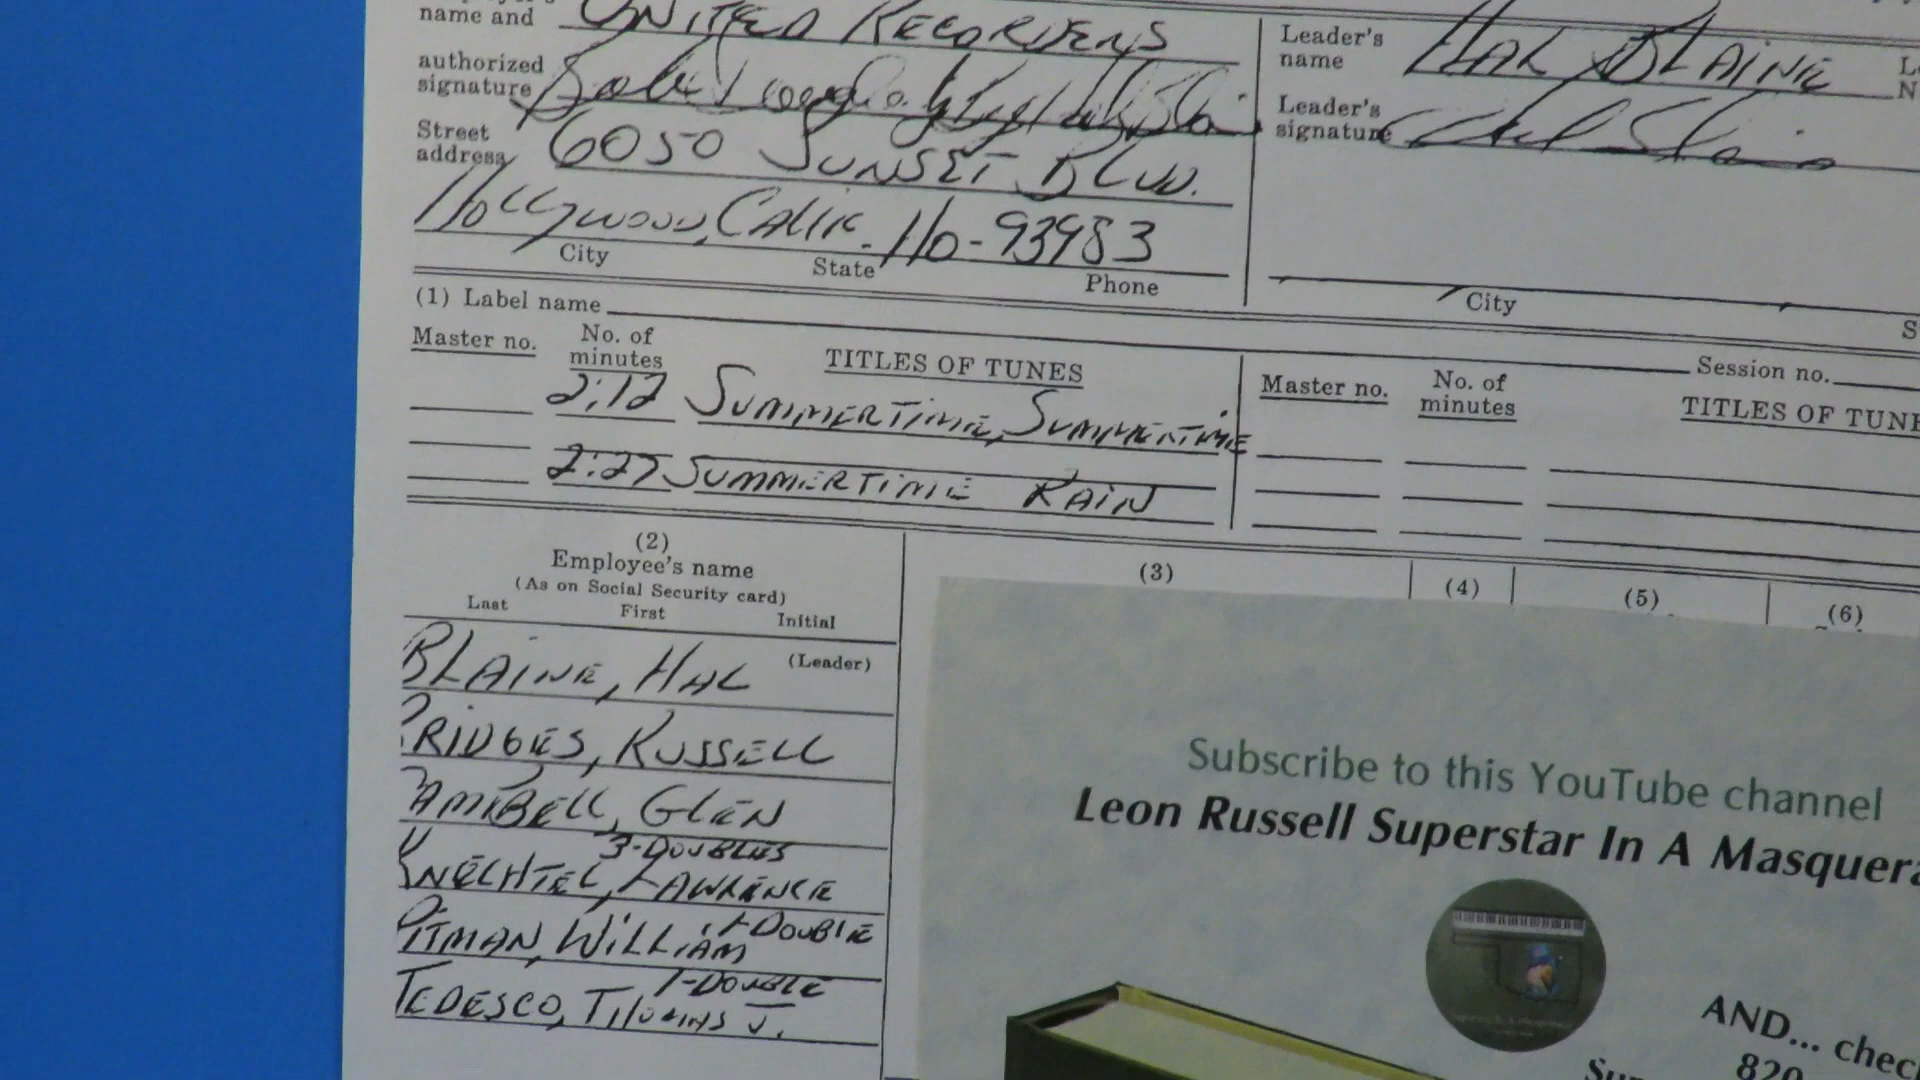 name and UNITED RECORDERS
Leader's name HAL BLAINE
authorized signature
Leader's signature
Street address 6050 SUNSET BLVD.
HOLLYWOOD, CALIF. HO-93983
City State Phone
City
(1) Label name
Session no.
Master no. No. of minutes TITLES OF TUNES Master no. No. of minutes TITLES OF TUNE
2:12 SUMMERTIME, SUMMERTIME
2:27 SUMMERTIME RAIN
(2) (3) (4) (5) (6)
Employee's name
(As on Social Security card)
Last First Initial
BLAINE, HAL (Leader)
BRIDGES, RUSSELL
CAMPBELL, GLEN
3-DOUBLES
KNECHTEL, LAWRENCE
1-DOUBLE
PITMAN, WILLIAM
1-DOUBLE
TEDESCO, THOMAS J.
Subscribe to this YouTube channel
Leon Russell Superstar In A Masquera
AND... chec
820